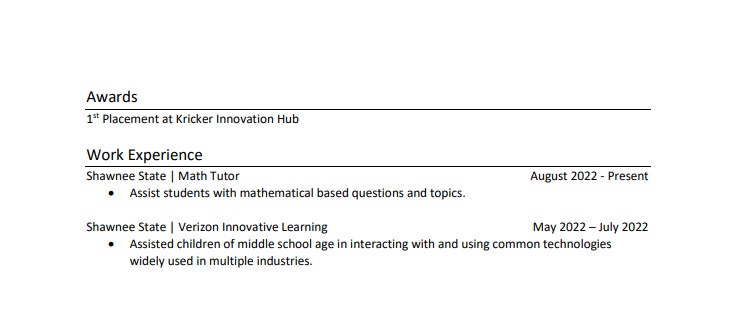 Awards
1st Placement at Kricker Innovation Hub
Work Experience
Shawnee State | Math Tutor August 2022 - Present
• Assist students with mathematical based questions and topics.
Shawnee State | Verizon Innovative Learning May 2022 – July 2022
• Assisted children of middle school age in interacting with and using common technologies
widely used in multiple industries.